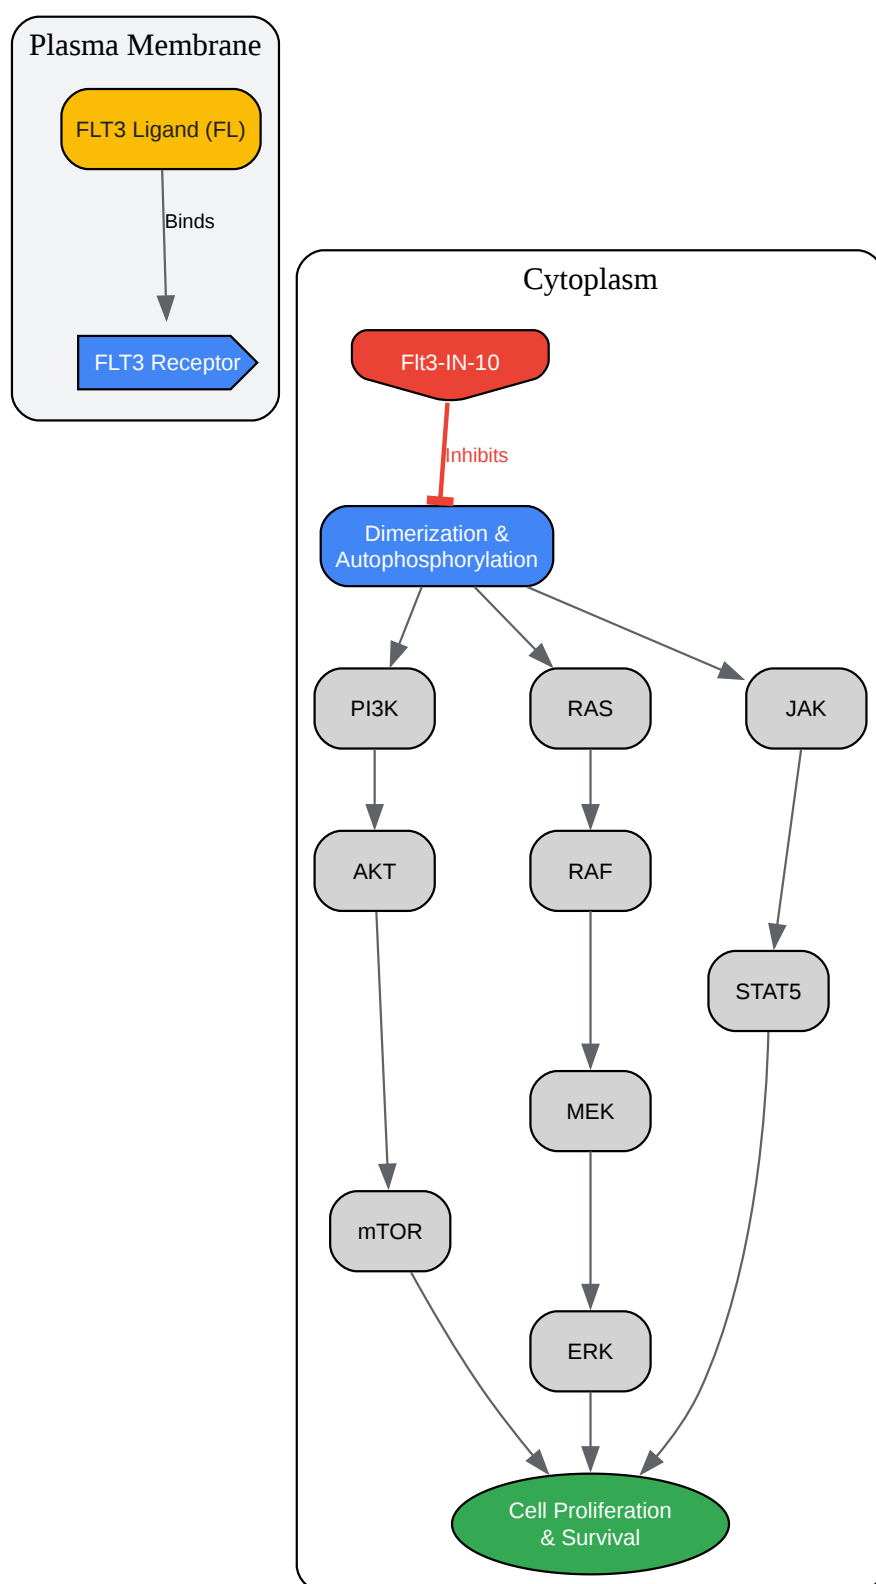 Plasma Membrane
FLT3 Ligand (FL)
Binds
FLT3 Receptor
Cytoplasm
Flt3-IN-10
Inhibits
Dimerization &
Autophosphorylation
PI3K
RAS
JAK
AKT
RAF
STAT5
MEK
mTOR
ERK
Cell Proliferation
& Survival